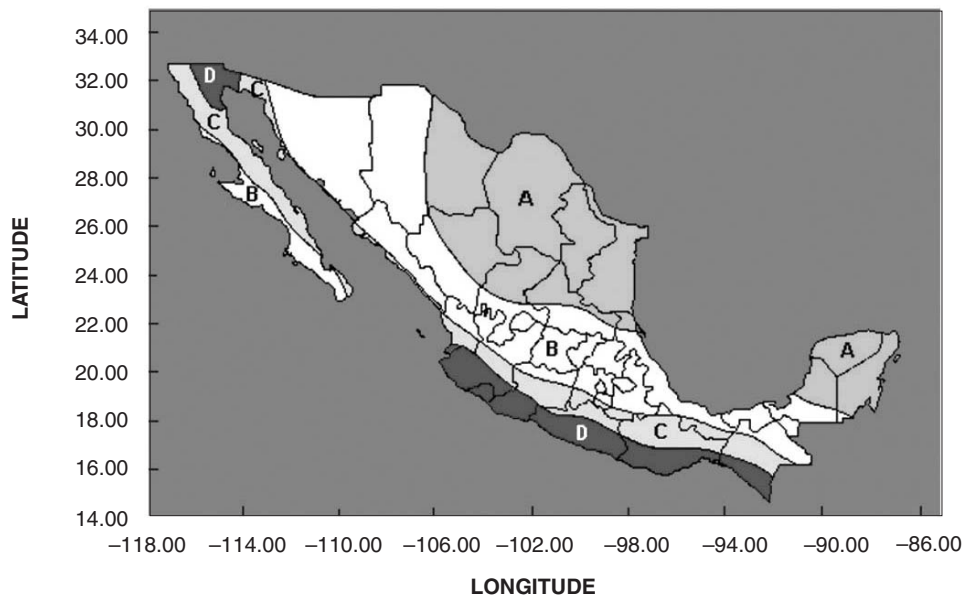 34.00
D
32.00
C
30.00
C
28.00
B
A
26.00
24.00
22.00
B
A
20.00
18.00
D
C
16.00
14.00
–118.00 –114.00 –110.00 –106.00 –102.00 –98.00 –94.00 –90.00 –86.00
LATITUDE
LONGITUDE